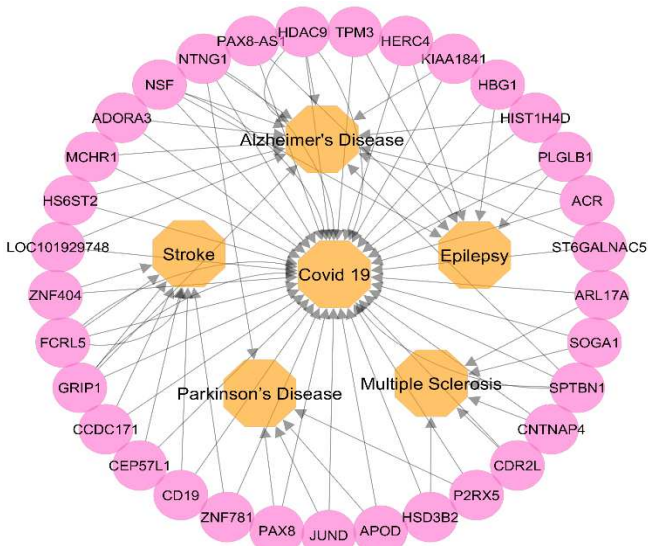 TPM3
HDAC9
HERC4
PAX8-AS1
KIAA1841
NTNG1
HBG1
NSF
HIST1H4D
ADORA3
Alzheimer's Disease
MCHR1
PLGLB1
HS6ST2
ACR
LOC101929748
Stroke
Covid 19
Epilepsy
ST6GALNAC5
ZNF404
ARL17A
FCRL5
SOGA1
GRIP1
Parkinson's Disease
Multiple Sclerosis
SPTBN1
CCDC171
CNTNAP4
CEP57L1
CDR2L
CD19
P2RX5
ZNF781
HSD3B2
PAX8
JUND
APOD